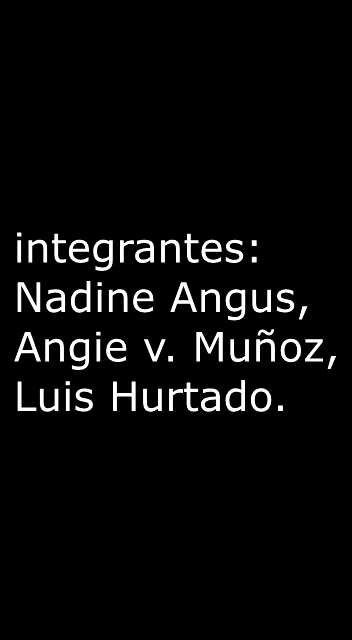 integrantes:
Nadine Angus,
Angie v. Muñoz,
Luis Hurtado.